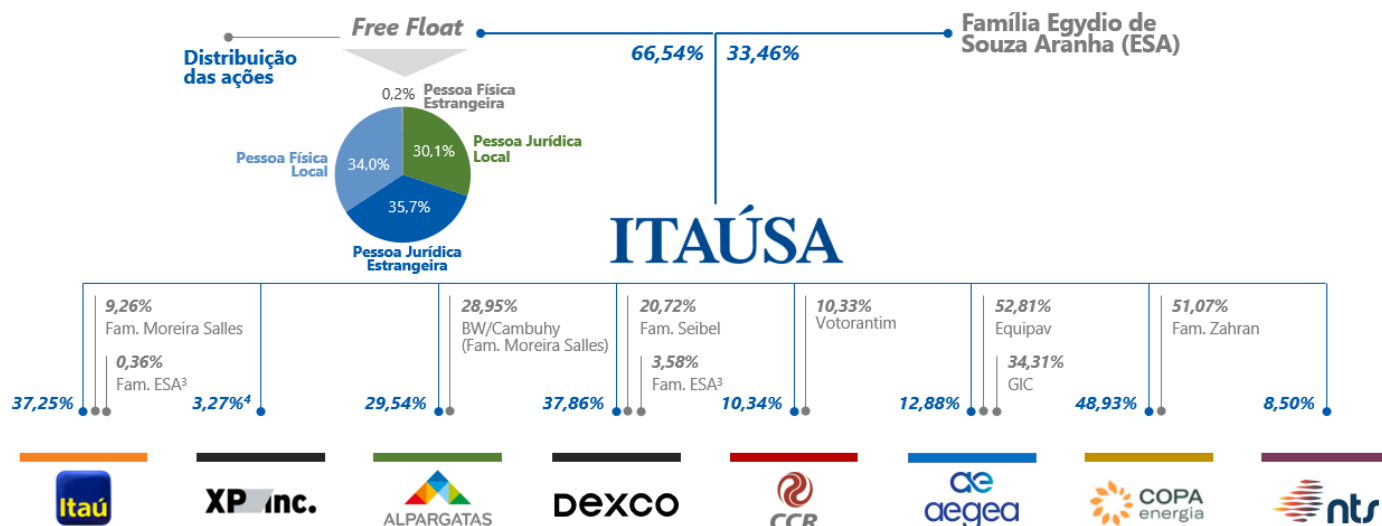 Free Float
Distribuição
das ações
66,54%
33,46%
Família Egydio de
Souza Aranha (ESA)
0,2%
Pessoa Física
Estrangeira
Pessoa Física
Local
34,0%
30,1%
Pessoa Jurídica
Local
35,7%
Pessoa Jurídica
Estrangeira
ITAÚSA
9,26%
Fam. Moreira Salles
0,36%
Fam. ESA³
37,25%
3,27%⁴
28,95%
BW/Cambuhy
(Fam. Moreira Salles)
29,54%
20,72%
Fam. Seibel
3,58%
Fam. ESA³
37,86%
10,33%
Votorantim
10,34%
52,81%
Equipav
34,31%
GIC
12,88%
51,07%
Fam. Zahran
48,93%
8,50%
Itaú
XP inc.
ALPARGATAS
Dexco
CCR
ae
aegea
COPA
energia
nts